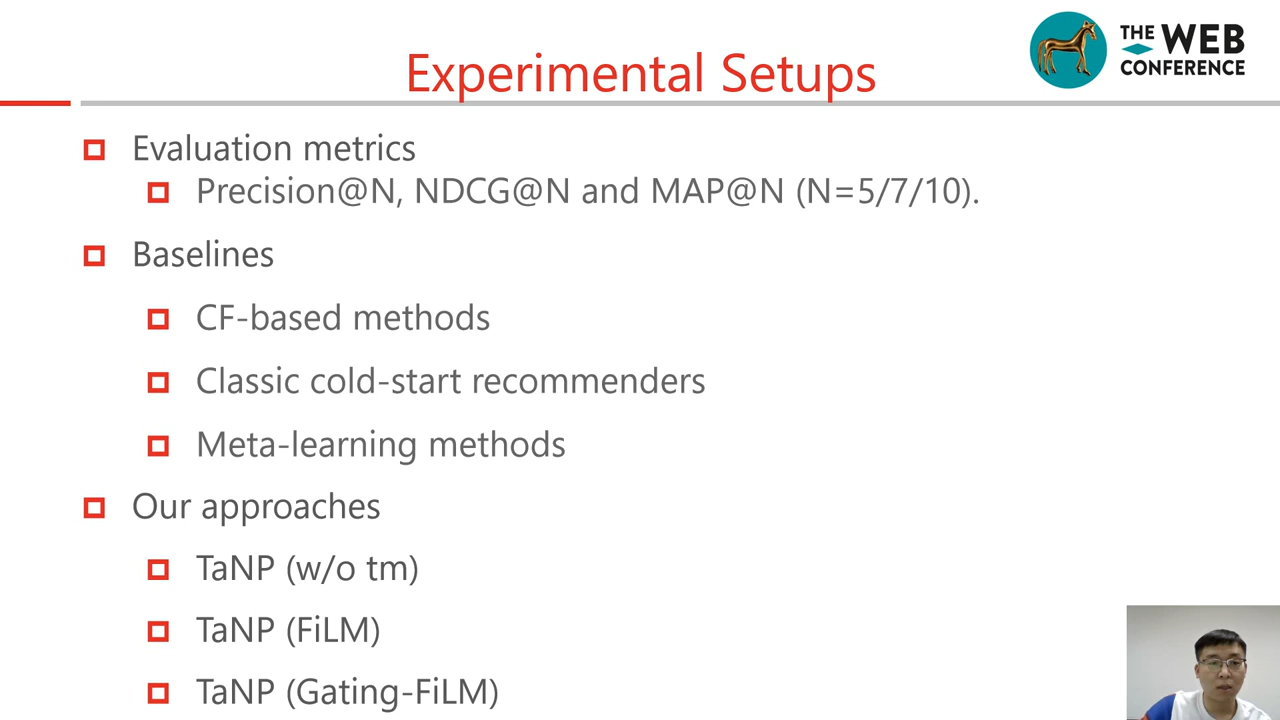 THE WEB
CONFERENCE
Experimental Setups
Evaluation metrics
Precision@N, NDCG@N and MAP@N (N=5/7/10).
Baselines
CF-based methods
Classic cold-start recommenders
Meta-learning methods
Our approaches
TaNP (w/o tm)
TaNP (FiLM)
TaNP (Gating-FiLM)